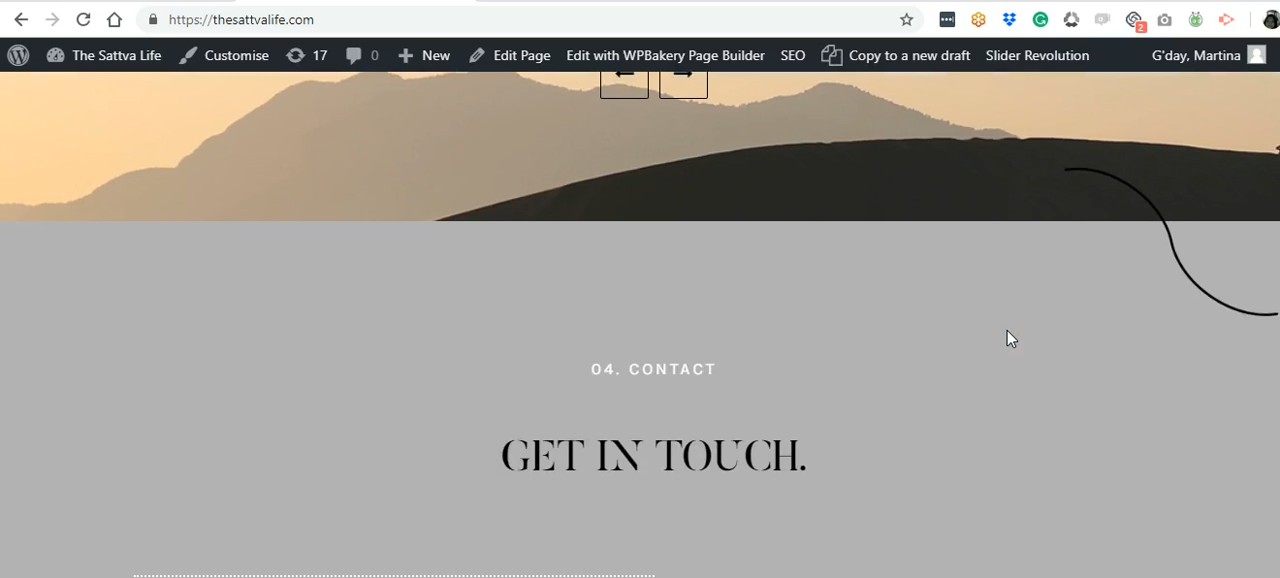 https://thesattvalife.com
2
The Sattva Life Customise 17 0 New Edit Page Edit with WPBakery Page Builder SEO Copy to a new draft Slider Revolution G'day, Martina
04. CONTACT
GET IN TOUCH.